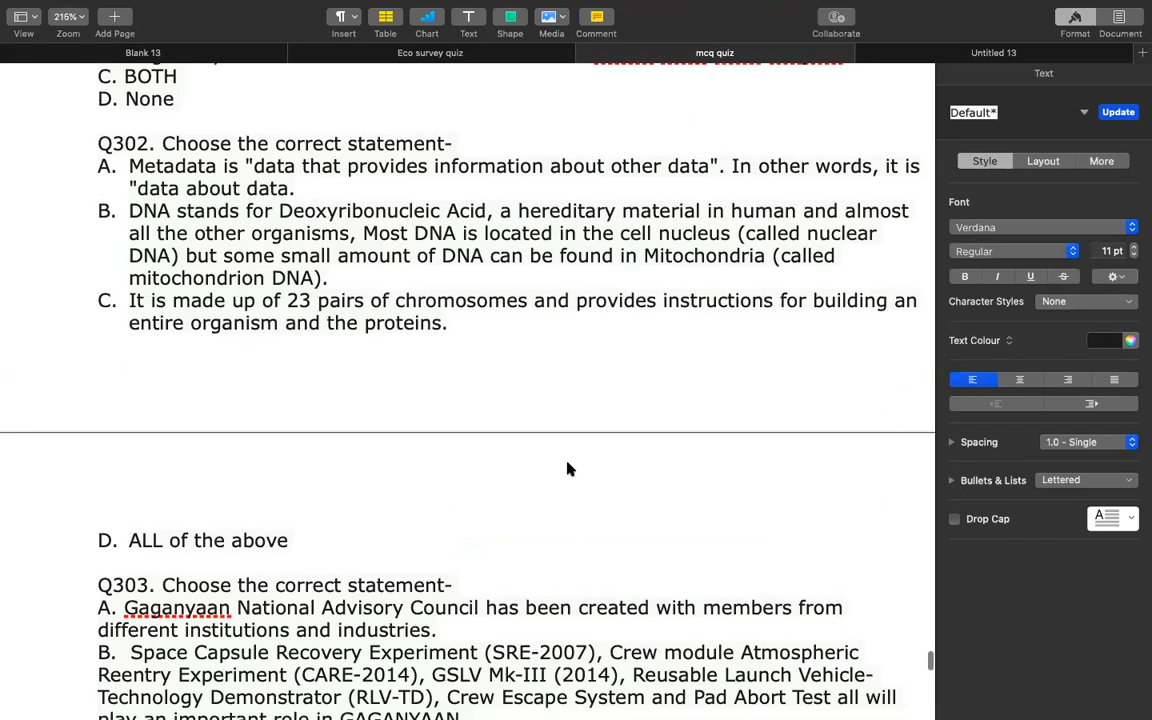 215%
View
Zoom
Add Page
Insert
Table
Chart
Text
Shape
Media
Comment
Collaborate
Format
Document
Blank 13
Eco survey quiz
mcq quiz
Untitled 13
C. BOTH
D. None
Q302. Choose the correct statement-
A. Metadata is "data that provides information about other data". In other words, it is
"data about data.
B. DNA stands for Deoxyribonucleic Acid, a hereditary material in human and almost
all the other organisms, Most DNA is located in the cell nucleus (called nuclear
DNA) but some small amount of DNA can be found in Mitochondria (called
mitochondrion DNA).
C. It is made up of 23 pairs of chromosomes and provides instructions for building an
entire organism and the proteins.
D. ALL of the above
Q303. Choose the correct statement-
A. Gaganyaan National Advisory Council has been created with members from
different institutions and industries.
B. Space Capsule Recovery Experiment (SRE-2007), Crew module Atmospheric
Reentry Experiment (CARE-2014), GSLV Mk-III (2014), Reusable Launch Vehicle-
Technology Demonstrator (RLV-TD), Crew Escape System and Pad Abort Test all will
play an important role in GAGANYAAN
Text
Default*
Update
Style
Layout
More
Font
Verdana
Regular
11 pt
B I U S
Character Styles
None
Text Colour
Spacing
1.0 - Single
Bullets & Lists
Lettered
Drop Cap
A